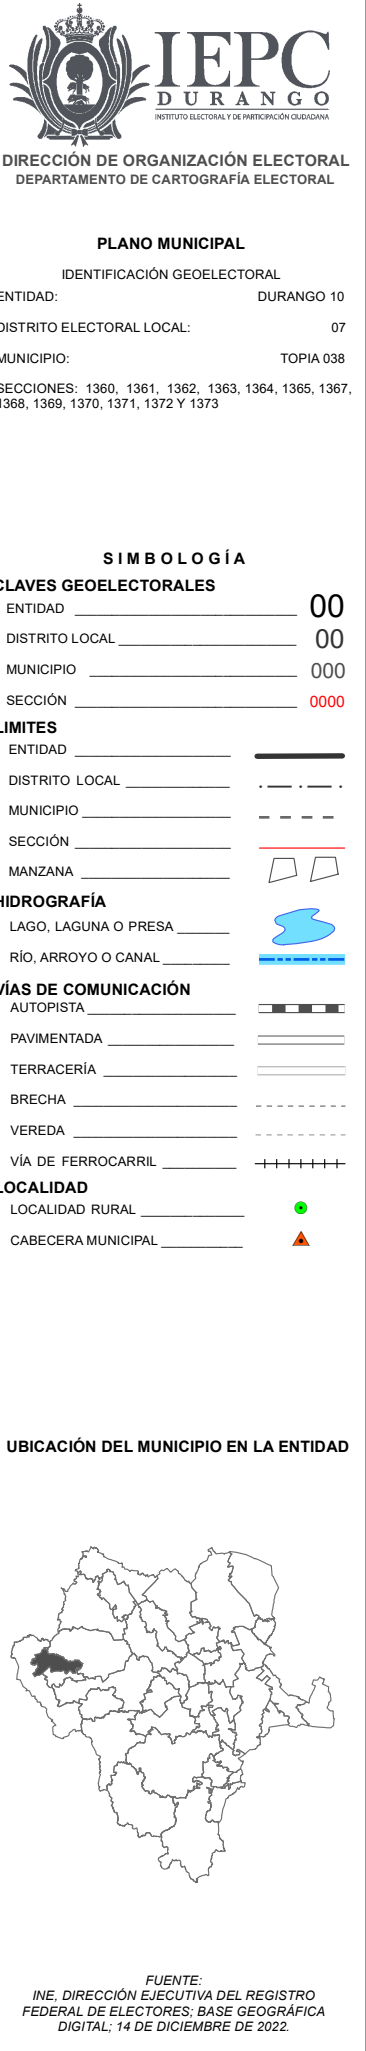 IEPC
DURANGO
INSTITUTO ELECTORAL Y DE PARTICIPACIÓN CIUDADANA
DIRECCIÓN DE ORGANIZACIÓN ELECTORAL
DEPARTAMENTO DE CARTOGRAFÍA ELECTORAL
PLANO MUNICIPAL
IDENTIFICACIÓN GEOELECTORAL
ENTIDAD: DURANGO 10
DISTRITO ELECTORAL LOCAL: 07
MUNICIPIO: TOPIA 038
SECCIONES: 1360, 1361, 1362, 1363, 1364, 1365, 1367,
1368, 1369, 1370, 1371, 1372 Y 1373
SIMBOLOGÍA
CLAVES GEOELECTORALES
ENTIDAD 00
DISTRITO LOCAL 00
MUNICIPIO 000
SECCIÓN 0000
LIMITES
ENTIDAD
DISTRITO LOCAL
MUNICIPIO
SECCIÓN
MANZANA
HIDROGRAFÍA
LAGO, LAGUNA O PRESA
RÍO, ARROYO O CANAL
VÍAS DE COMUNICACIÓN
AUTOPISTA
PAVIMENTADA
TERRACERÍA
BRECHA
VEREDA
VÍA DE FERROCARRIL
LOCALIDAD
LOCALIDAD RURAL
CABECERA MUNICIPAL
UBICACIÓN DEL MUNICIPIO EN LA ENTIDAD
FUENTE:
INE, DIRECCIÓN EJECUTIVA DEL REGISTRO
FEDERAL DE ELECTORES; BASE GEOGRÁFICA
DIGITAL; 14 DE DICIEMBRE DE 2022.